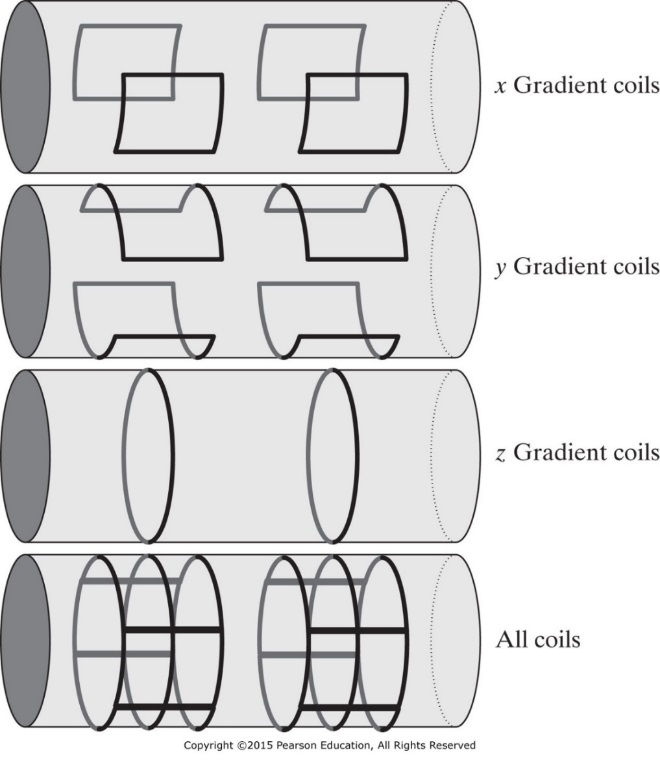 x Gradient coils
y Gradient coils
z Gradient coils
All coils
Copyright ©2015 Pearson Education, All Rights Reserved